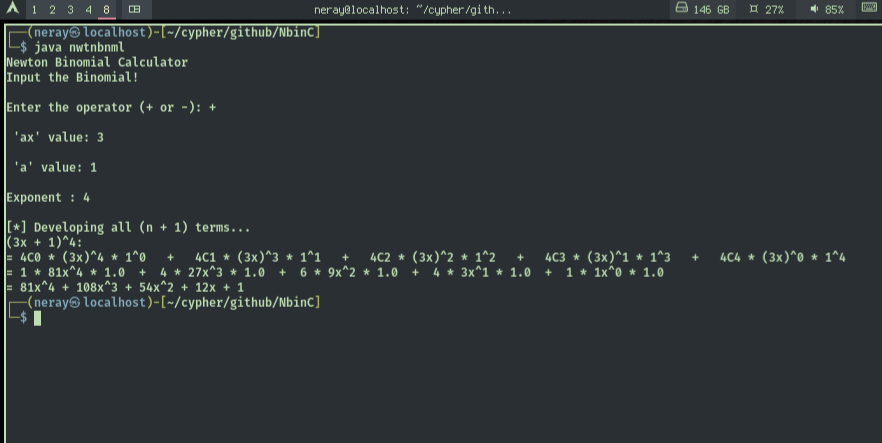 1 2 3 4 8 neray@localhost: ~/cypher/gith... 146 GB 27% 85%
(neray㉿localhost)-[~/cypher/github/NbinC]
$ java nwtnbnml
Newton Binomial Calculator
Input the Binomial!
Enter the operator (+ or -): +
'ax' value: 3
'a' value: 1
Exponent : 4
[*] Developing all (n + 1) terms...
(3x + 1)^4:
= 4C0 * (3x)^4 * 1^0 + 4C1 * (3x)^3 * 1^1 + 4C2 * (3x)^2 * 1^2 + 4C3 * (3x)^1 * 1^3 + 4C4 * (3x)^0 * 1^4
= 1 * 81x^4 * 1.0 + 4 * 27x^3 * 1.0 + 6 * 9x^2 * 1.0 + 4 * 3x^1 * 1.0 + 1 * 1x^0 * 1.0
= 81x^4 + 108x^3 + 54x^2 + 12x + 1
(neray㉿localhost)-[~/cypher/github/NbinC]
$